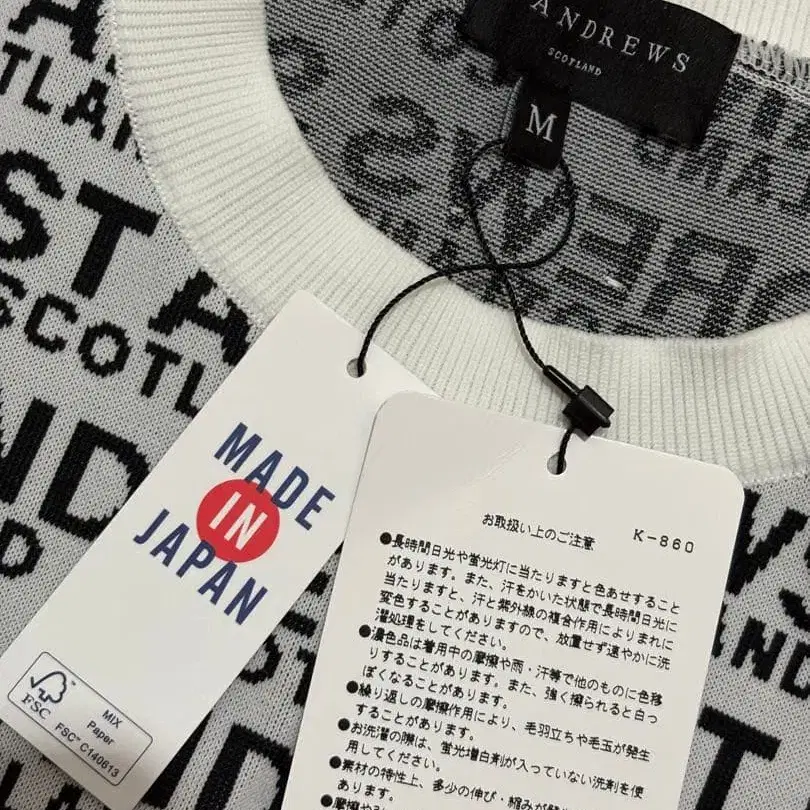 ANDREWS
SCOTLAND
M
ST A
SCOTL
MADE
IN
JAPAN
FSC
MIX
Paper
FSC™ C140613
お取扱い上のご注意 K-860
●長時間日光や蛍光灯に当たりますと色あせすること
があります。また、汗をかいた状態で長時間日光に
当たりますと、汗と紫外線の複合作用によりまれに
変色することがありますので、放置せず速やかに洗
濯処理をしてください。
●濃色品は着用中の摩擦や雨・汗等で他のものに色移
りすることがあります。また、強く擦られると白っ
ぽくなることがあります。
●繰り返しの摩擦作用により、毛羽立ちや毛玉が発生
することがあります。
●お洗濯の際は、蛍光増白剤が入っていない洗剤を使
用してください。
●素材の特性上、多少の伸び・縮みが
あります。
●摩擦や